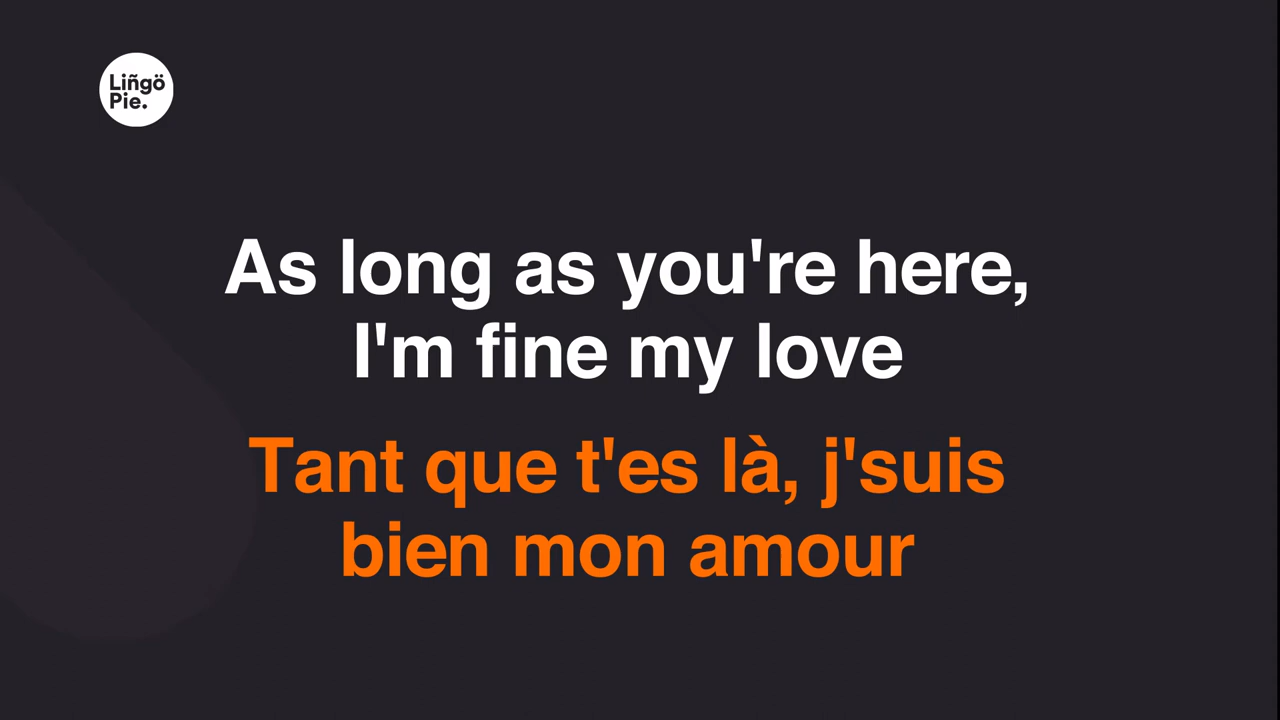 Liñgö
Pie.
As long as you're here,
I'm fine my love
Tant que t'es là, j'suis
bien mon amour